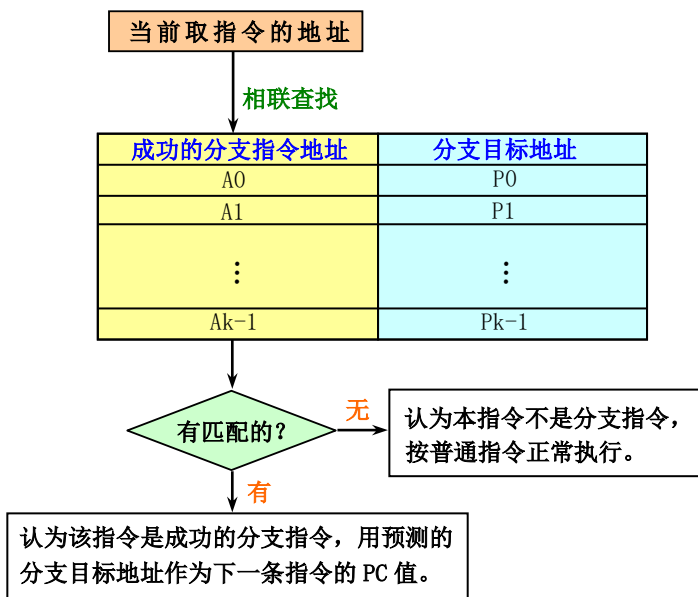 当前取指令的地址
相联查找
成功的分支指令地址 分支目标地址
A0 P0
A1 P1
⋮ ⋮
Ak-1 Pk-1
有匹配的？
无
认为本指令不是分支指令，
按普通指令正常执行。
有
认为该指令是成功的分支指令，用预测的
分支目标地址作为下一条指令的 PC 值。